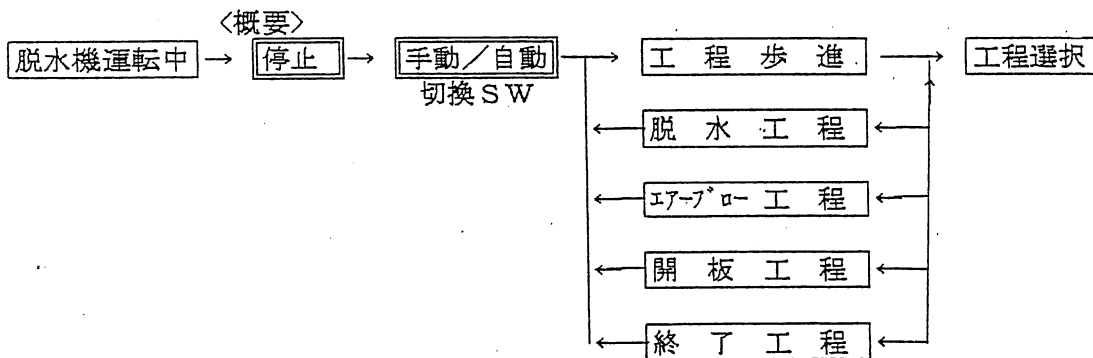 〈概要〉
脱水機運転中 → 停止 → 手動／自動 → 工程歩進 → 工程選択
切換SW
脱水工程
エアーブロー工程
開板工程
終了工程